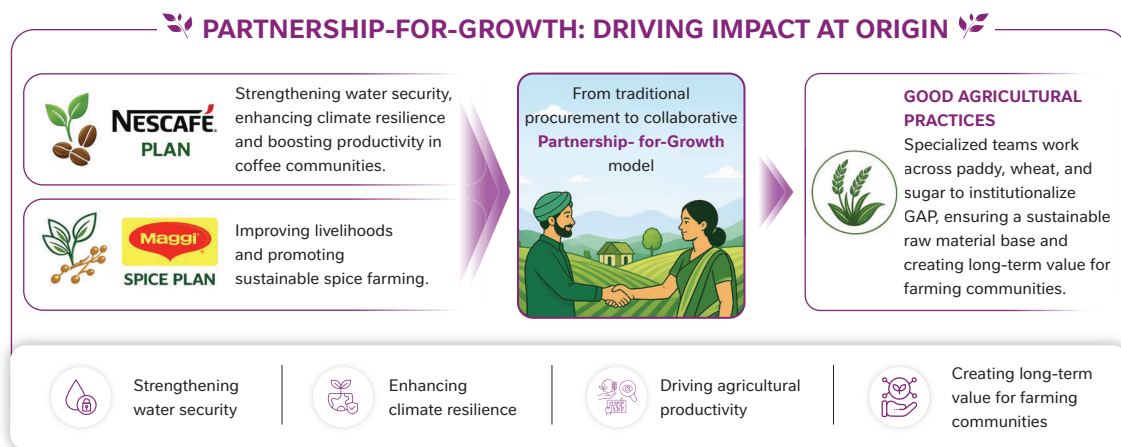 PARTNERSHIP-FOR-GROWTH: DRIVING IMPACT AT ORIGIN
NESCAFÉ.
PLAN
Strengthening water security,
enhancing climate resilience
and boosting productivity in
coffee communities.
Maggi
SPICE PLAN
Improving livelihoods
and promoting
sustainable spice farming.
From traditional
procurement to collaborative
Partnership- for-Growth
model
GOOD AGRICULTURAL
PRACTICES
Specialized teams work
across paddy, wheat, and
sugar to institutionalize
GAP, ensuring a sustainable
raw material base and
creating long-term value for
farming communities.
Strengthening
water security
Enhancing
climate resilience
Driving agricultural
productivity
Creating long-term
value for farming
communities